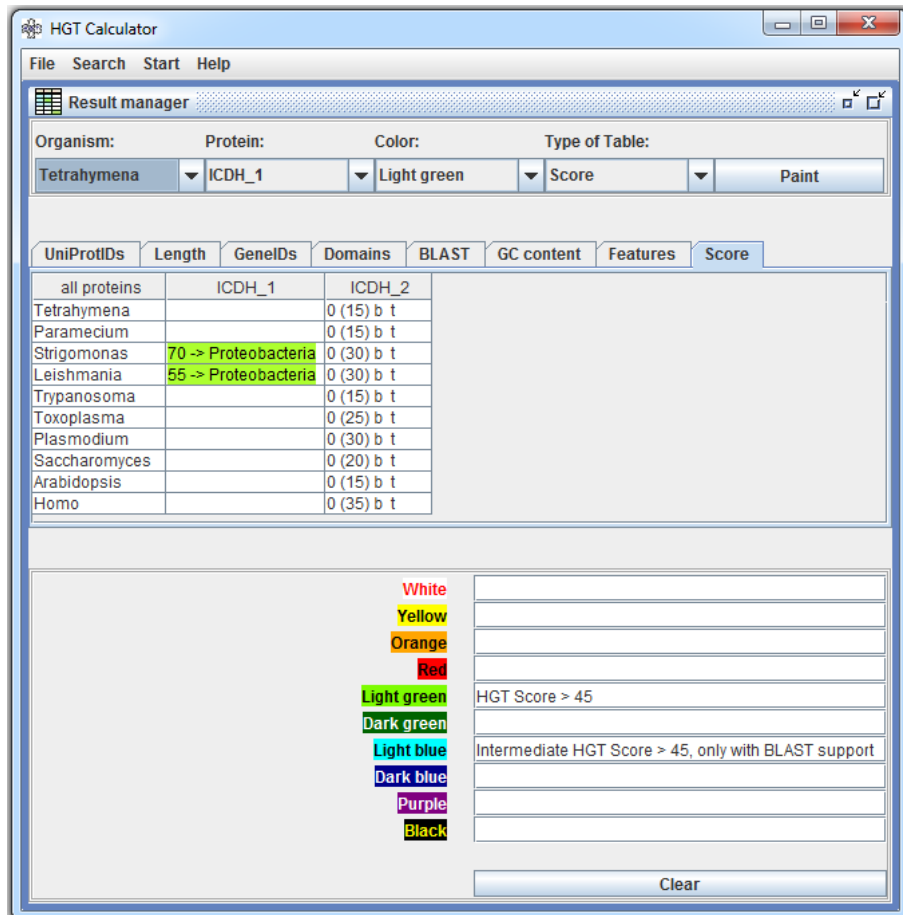 HGT Calculator
File Search Start Help
Result manager
Organism: Protein: Color: Type of Table:
Tetrahymena ICDH_1 Light green Score Paint
UniProtIDs Length GeneIDs Domains BLAST GC content Features Score
all proteins ICDH_1 ICDH_2
Tetrahymena 0 (15) b t
Paramecium 0 (15) b t
Strigomonas 70 -> Proteobacteria 0 (30) b t
Leishmania 55 -> Proteobacteria 0 (30) b t
Trypanosoma 0 (15) b t
Toxoplasma 0 (25) b t
Plasmodium 0 (30) b t
Saccharomyces 0 (20) b t
Arabidopsis 0 (15) b t
Homo 0 (35) b t
White
Yellow
Orange
Red
Light green HGT Score > 45
Dark green
Light blue Intermediate HGT Score > 45, only with BLAST support
Dark blue
Purple
Black
Clear